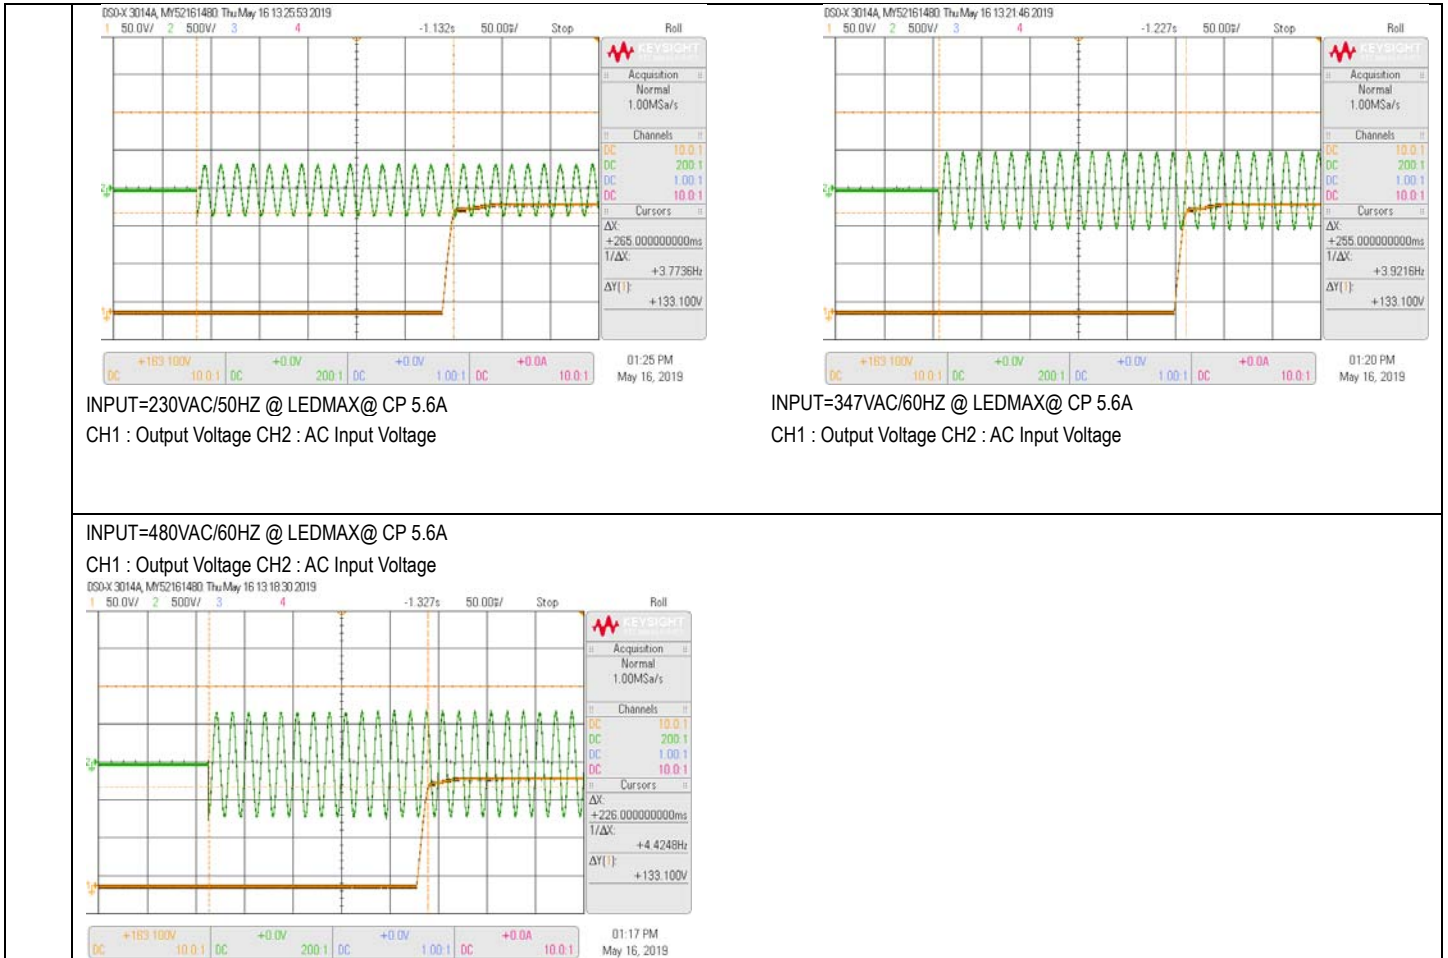 DSO-X 3014A, MY52161480: Thu May 16 13:25:53 2019
1 50.0V/ 2 500V/ 3 4 -1.132s 50.00%/ Stop Roll
KEYSIGHT
TECHNOLOGIES
Acquisition
Normal
1.00MSa/s
Channels
DC 10.0:1
DC 200:1
DC 1.00:1
DC 10.0:1
Cursors
ΔX:
+265.000000000ms
1/ΔX:
+3.7736Hz
ΔY(1):
+133.100V
+163.100V +0.0V +0.0V +0.0A
DC 10.0:1 DC 200:1 DC 1.00:1 DC 10.0:1
01:25 PM
May 16, 2019
INPUT=230VAC/50HZ @ LEDMAX@ CP 5.6A
CH1 : Output Voltage CH2 : AC Input Voltage
DSO-X 3014A, MY52161480: Thu May 16 13:21:46 2019
1 50.0V/ 2 500V/ 3 4 -1.227s 50.00%/ Stop Roll
KEYSIGHT
TECHNOLOGIES
Acquisition
Normal
1.00MSa/s
Channels
DC 10.0:1
DC 200:1
DC 1.00:1
DC 10.0:1
Cursors
ΔX:
+255.000000000ms
1/ΔX:
+3.9216Hz
ΔY(1):
+133.100V
+163.100V +0.0V +0.0V +0.0A
DC 10.0:1 DC 200:1 DC 1.00:1 DC 10.0:1
01:20 PM
May 16, 2019
INPUT=347VAC/60HZ @ LEDMAX@ CP 5.6A
CH1 : Output Voltage CH2 : AC Input Voltage
INPUT=480VAC/60HZ @ LEDMAX@ CP 5.6A
CH1 : Output Voltage CH2 : AC Input Voltage
DSO-X 3014A, MY52161480: Thu May 16 13:18:30 2019
1 50.0V/ 2 500V/ 3 4 -1.327s 50.00%/ Stop Roll
KEYSIGHT
TECHNOLOGIES
Acquisition
Normal
1.00MSa/s
Channels
DC 10.0:1
DC 200:1
DC 1.00:1
DC 10.0:1
Cursors
ΔX:
+226.000000000ms
1/ΔX:
+4.4248Hz
ΔY(1):
+133.100V
+163.100V +0.0V +0.0V +0.0A
DC 10.0:1 DC 200:1 DC 1.00:1 DC 10.0:1
01:17 PM
May 16, 2019